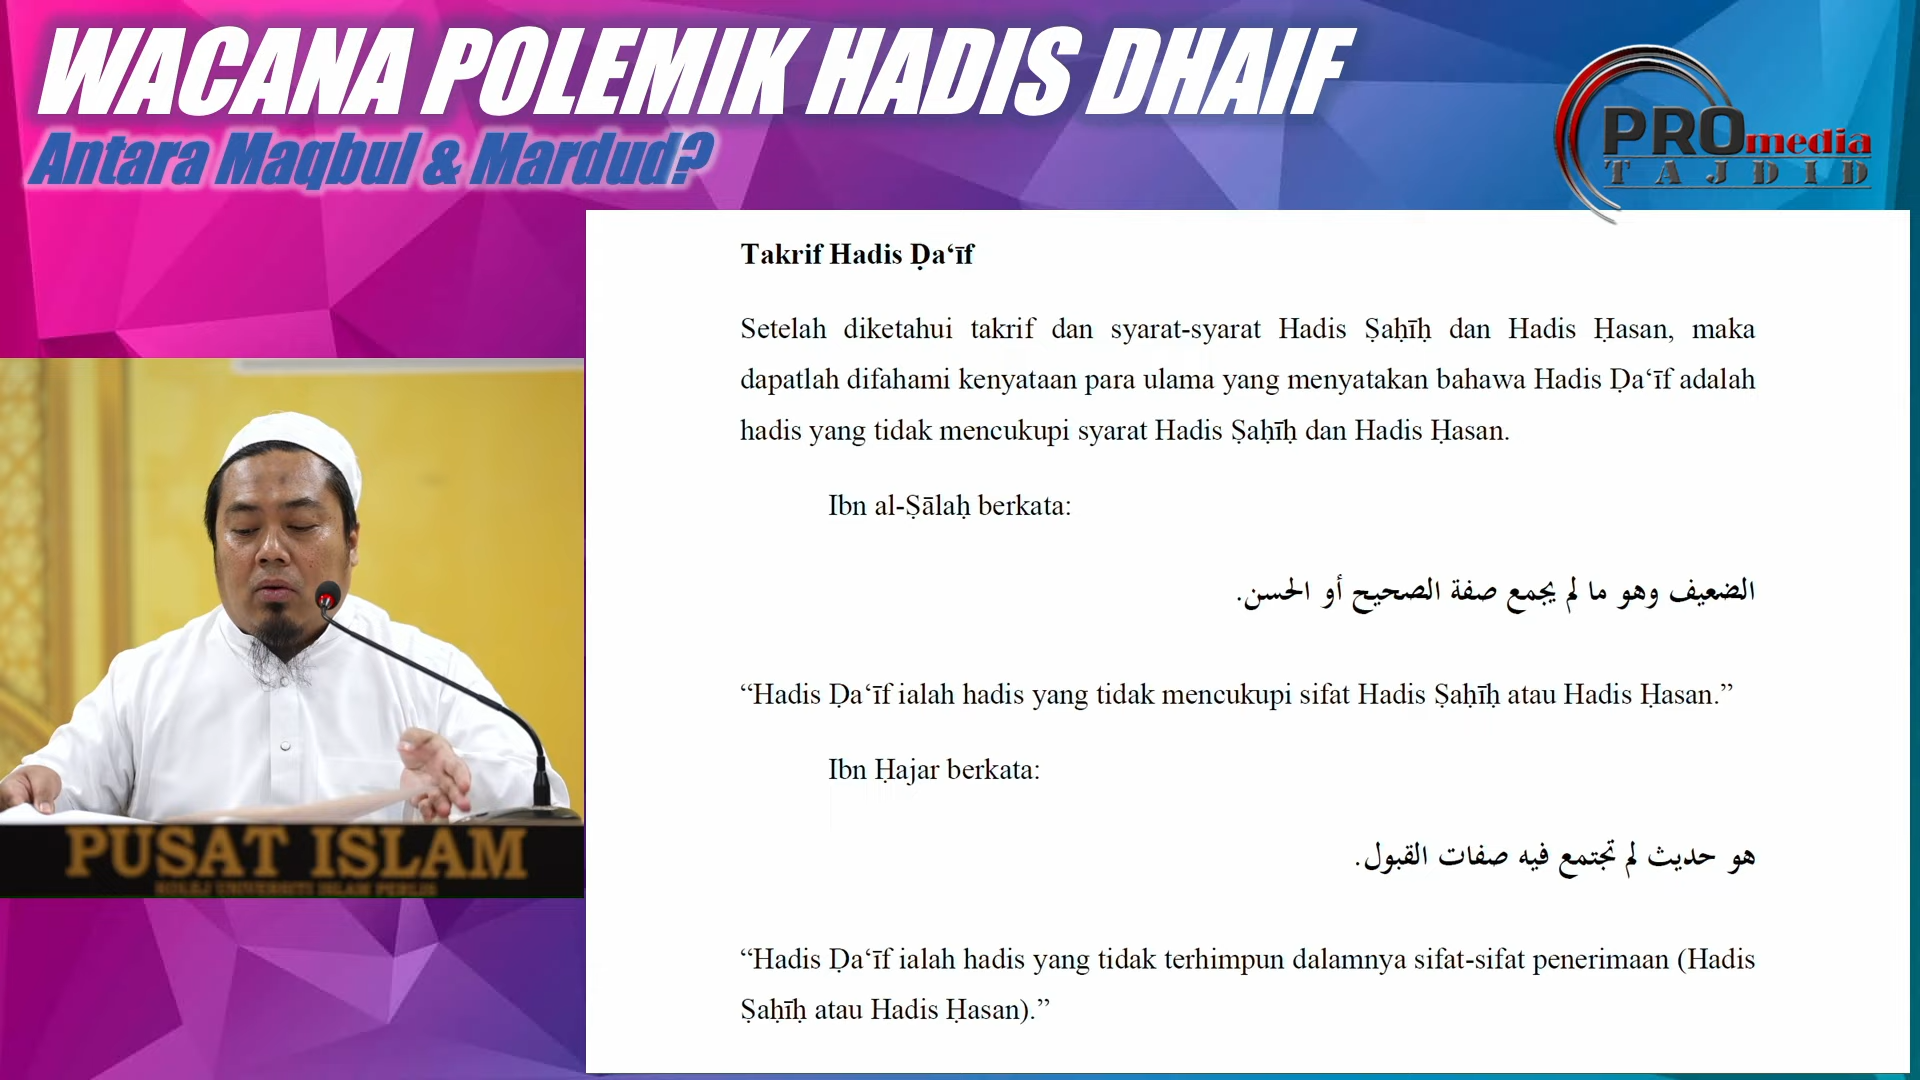 WACANA POLEMIK HADIS DHAIF
Antara Maqbul & Mardud?
PROmedia
TAJDID
Takrif Hadis Ḍa‘īf
Setelah diketahui takrif dan syarat-syarat Hadis Ṣaḥīḥ dan Hadis Ḥasan, maka
dapatlah difahami kenyataan para ulama yang menyatakan bahawa Hadis Ḍa‘īf adalah
hadis yang tidak mencukupi syarat Hadis Ṣaḥīḥ dan Hadis Ḥasan.
Ibn al-Ṣālaḥ berkata:
الضعيف وهو ما لم يجمع صفة الصحيح أو الحسن.
“Hadis Ḍa‘īf ialah hadis yang tidak mencukupi sifat Hadis Ṣaḥīḥ atau Hadis Ḥasan.”
Ibn Ḥajar berkata:
هو حديث لم تجتمع فيه صفات القبول.
“Hadis Ḍa‘īf ialah hadis yang tidak terhimpun dalamnya sifat-sifat penerimaan (Hadis
Ṣaḥīḥ atau Hadis Ḥasan).”
PUSAT ISLAM
KOLEJ UNIVERSITI ISLAM PERLIS